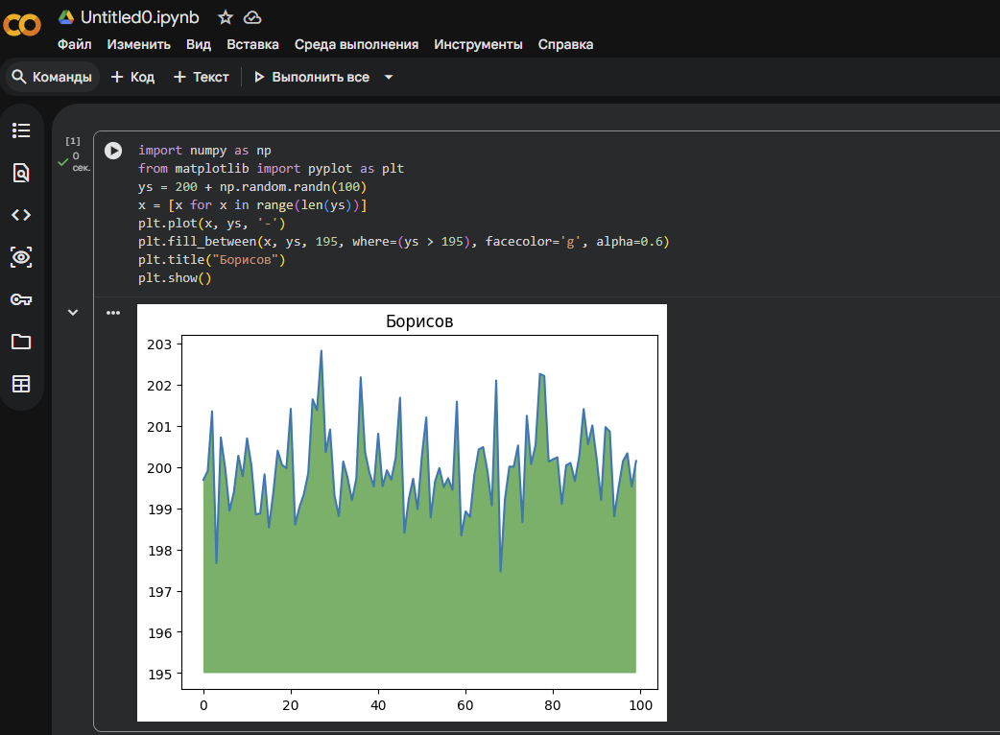 Untitled0.ipynb
Файл Изменить Вид Вставка Среда выполнения Инструменты Справка
Команды + Код + Текст Выполнить все
[1]
0
сек.
import numpy as np
from matplotlib import pyplot as plt
ys = 200 + np.random.randn(100)
x = [x for x in range(len(ys))]
plt.plot(x, ys, '-')
plt.fill_between(x, ys, 195, where=(ys > 195), facecolor='g', alpha=0.6)
plt.title("Борисов")
plt.show()
Борисов
203
202
201
200
199
198
197
196
195
0 20 40 60 80 100